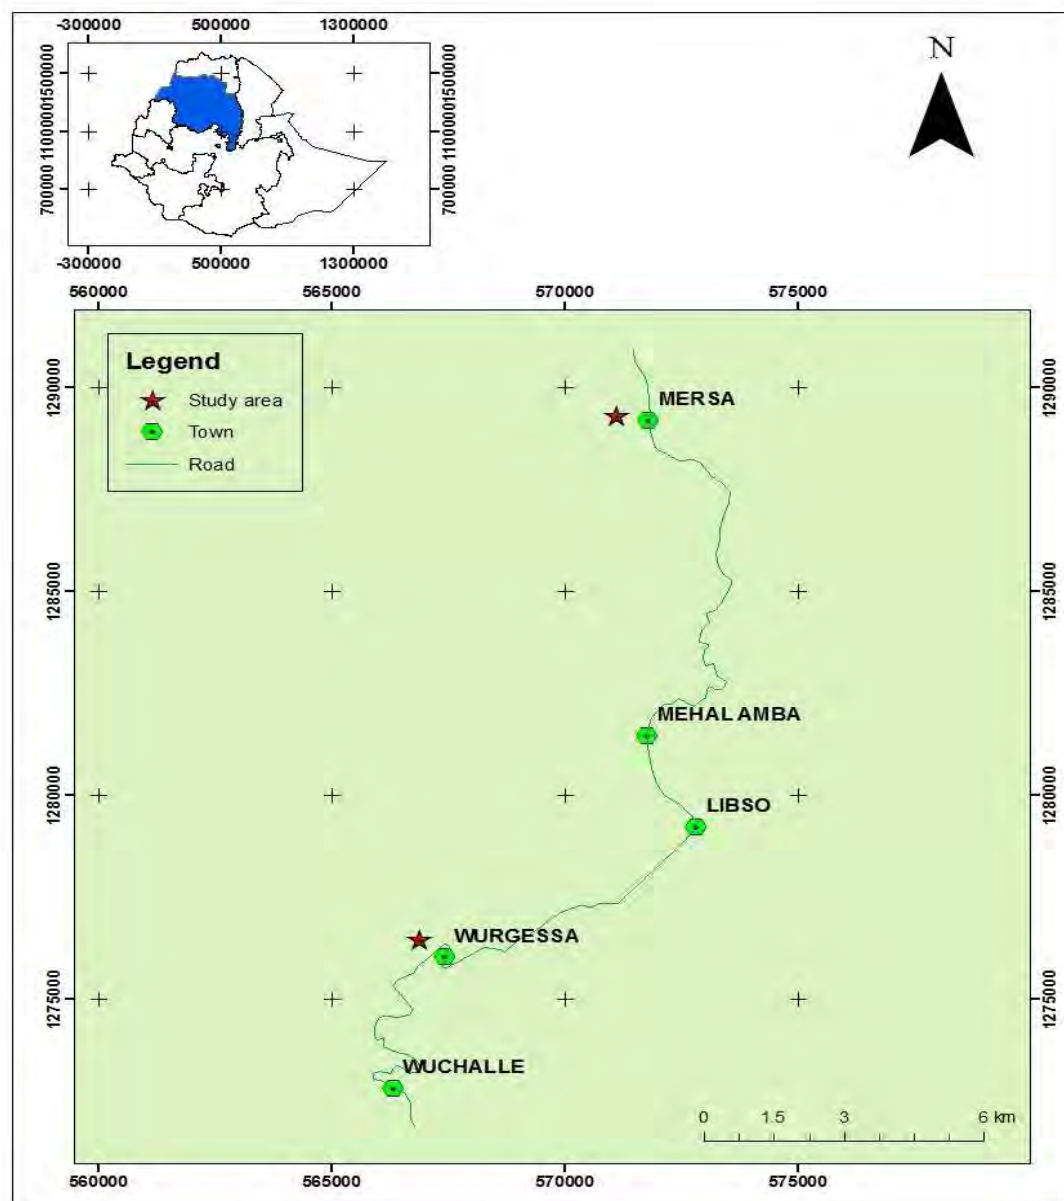 -300000 500000 1300000
N
1500000 1500000
1100000 1100000
700000 700000
-300000 500000 1300000
560000 565000 570000 575000
Legend
Study area
Town
Road
1290000 1290000
MERSA
1285000 1285000
MEHAL AMBA
1280000 1280000
LIBSO
WURGESSA
1275000 1275000
WUCHALLE
0 1.5 3 6 km
560000 565000 570000 575000